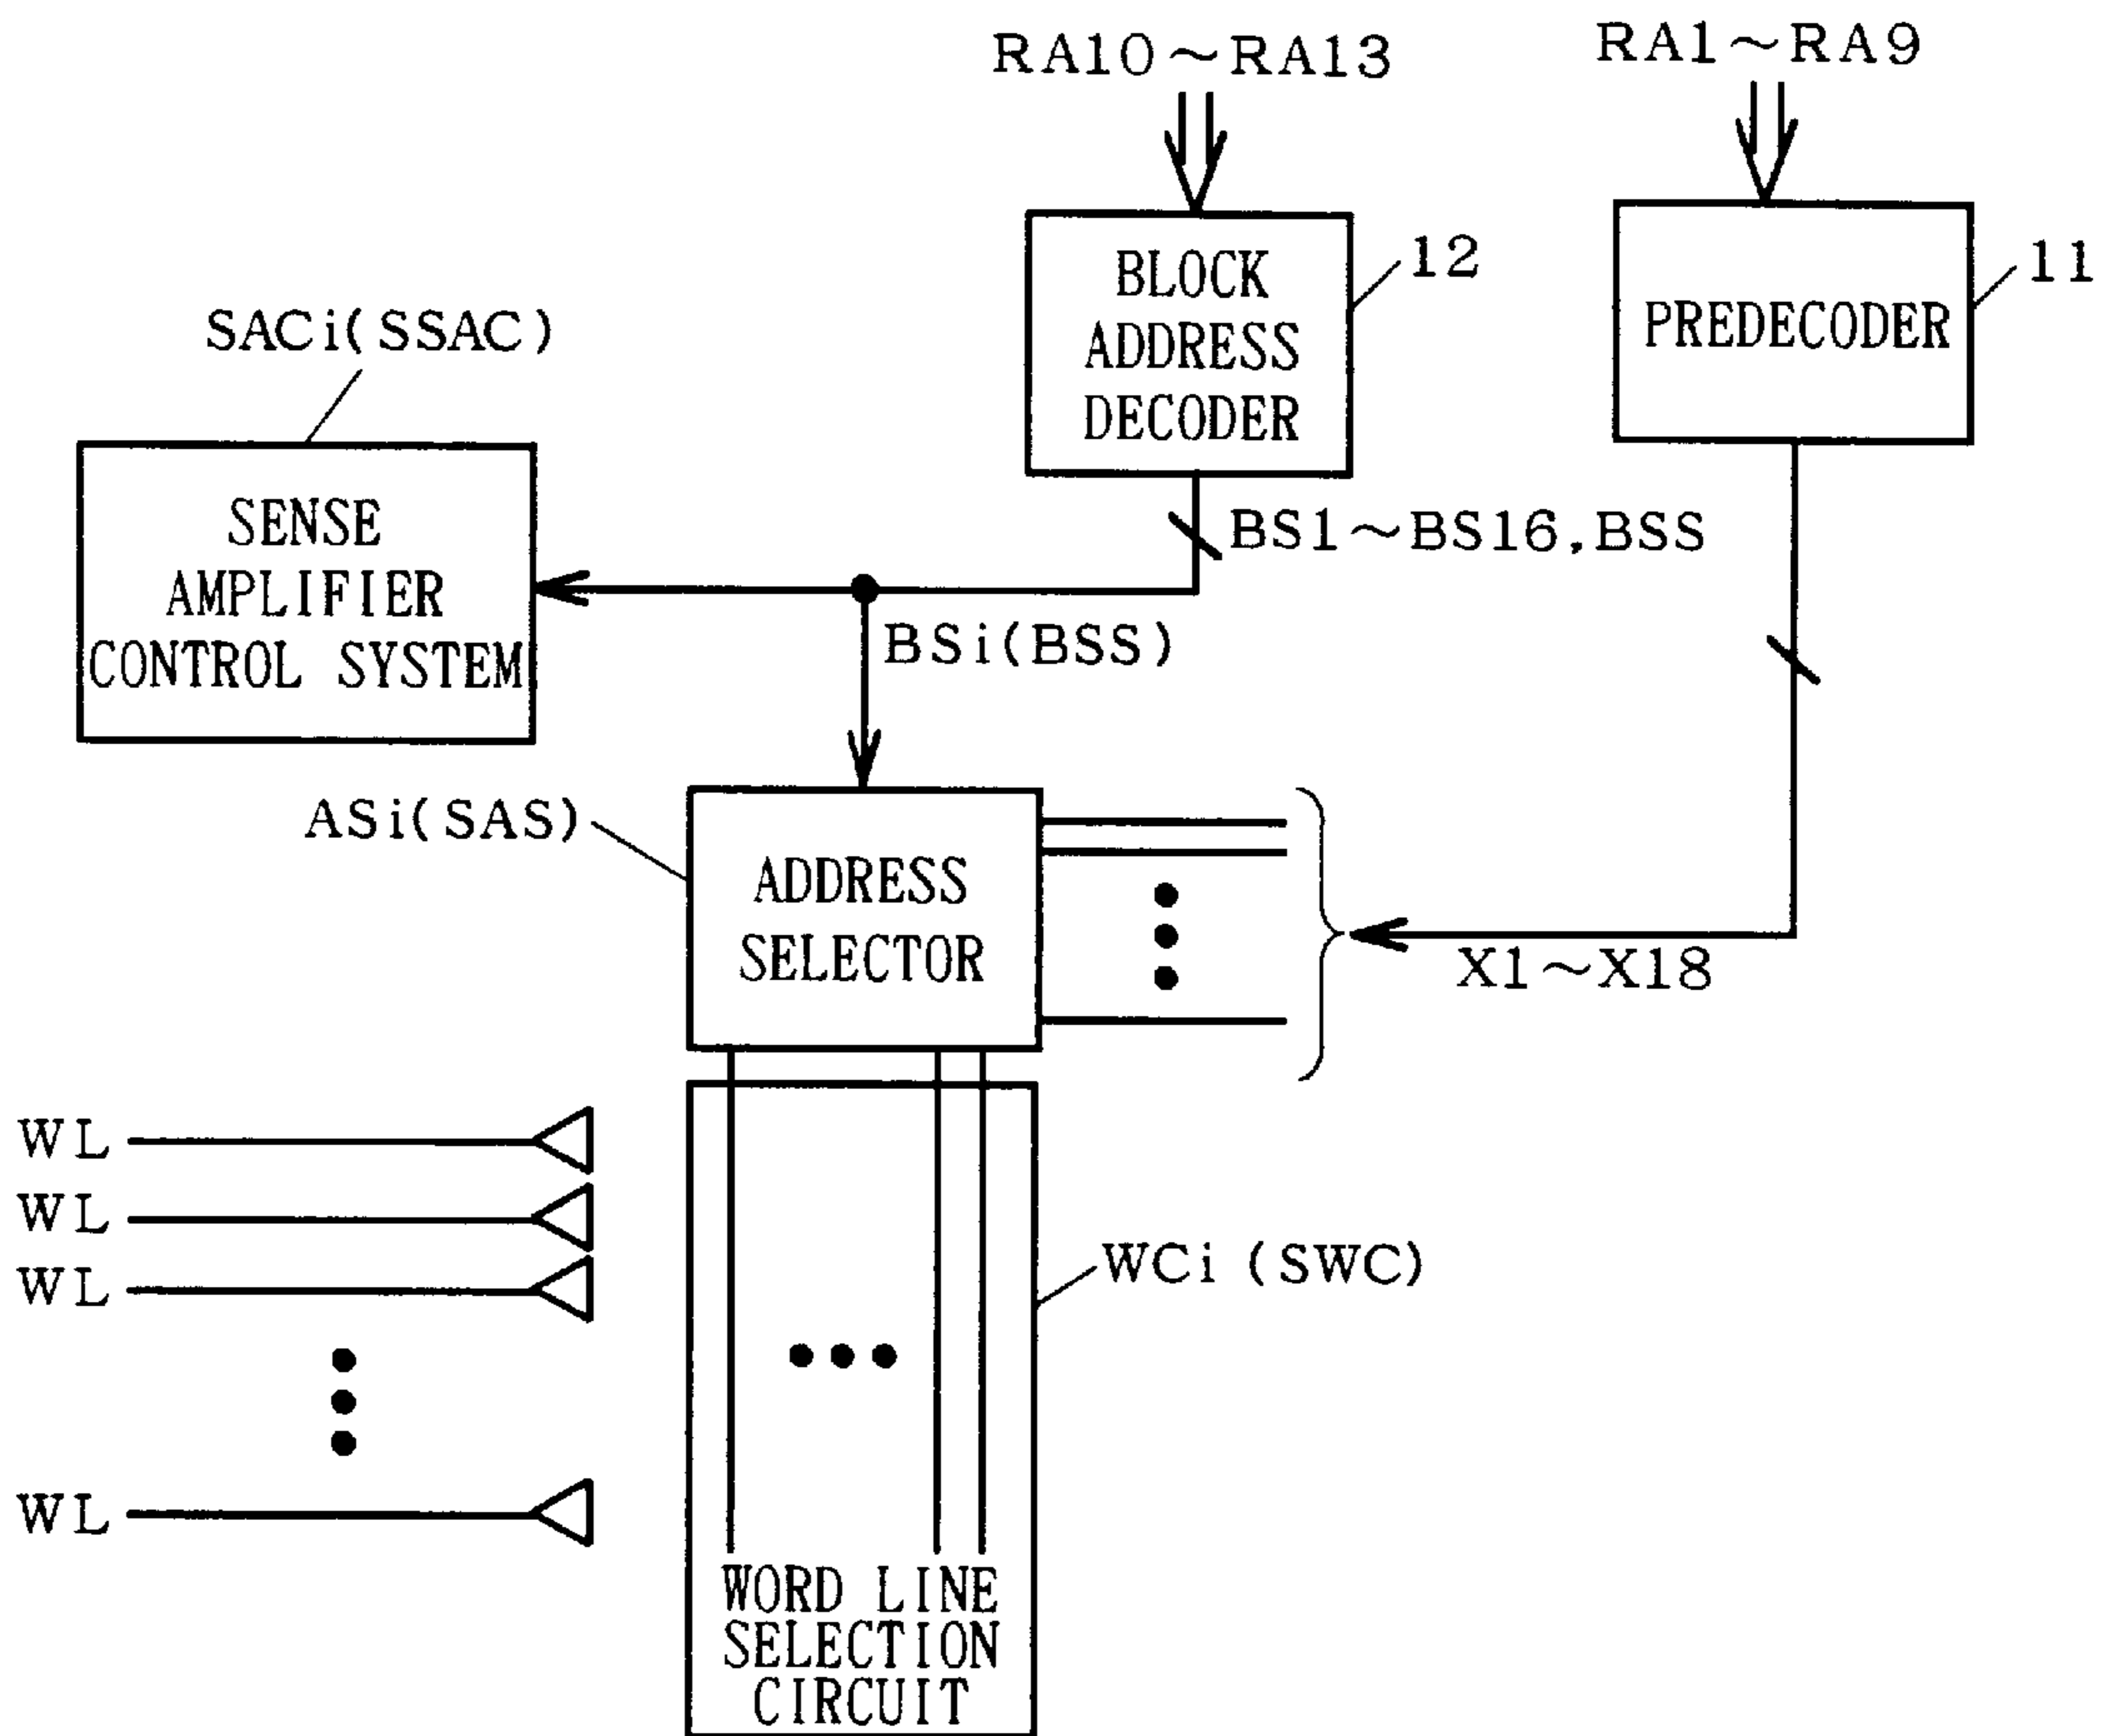 RA10～RA13
RA1～RA9
BLOCK
ADDRESS
DECODER
12
PREDECODER
11
SACi(SSAC)
SENSE
AMPLIFIER
CONTROL SYSTEM
BS1～BS16,BSS
BSi(BSS)
ASi(SAS)
ADDRESS
SELECTOR
X1～X18
WL
WL
WL
WL
WCi (SWC)
WORD LINE
SELECTION
CIRCUIT